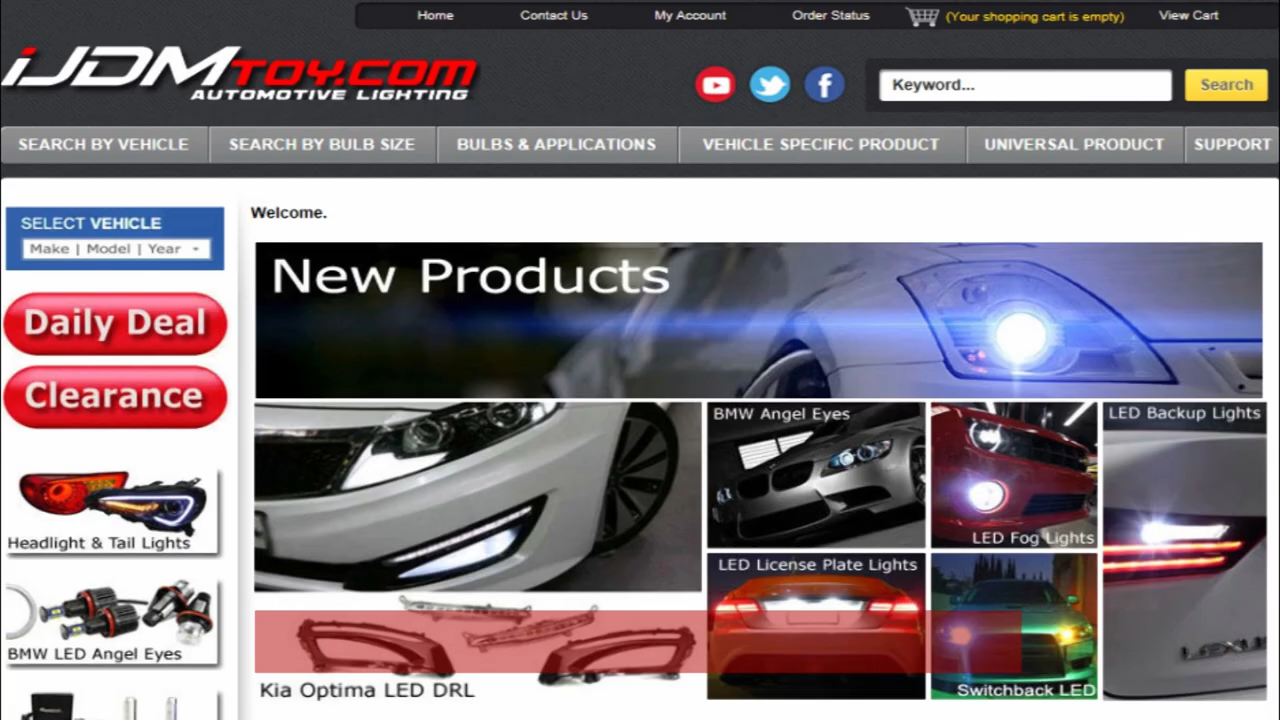 Home Contact Us My Account Order Status (Your shopping cart is empty) View Cart
iJDMTOY.COM
AUTOMOTIVE LIGHTING
Keyword... Search
SEARCH BY VEHICLE SEARCH BY BULB SIZE BULBS & APPLICATIONS VEHICLE SPECIFIC PRODUCT UNIVERSAL PRODUCT SUPPORT
Welcome.
SELECT VEHICLE
Make | Model | Year
Daily Deal
Clearance
Headlight & Tail Lights
BMW LED Angel Eyes
New Products
BMW Angel Eyes
LED Backup Lights
LED Fog Lights
LED License Plate Lights
Kia Optima LED DRL
Switchback LED